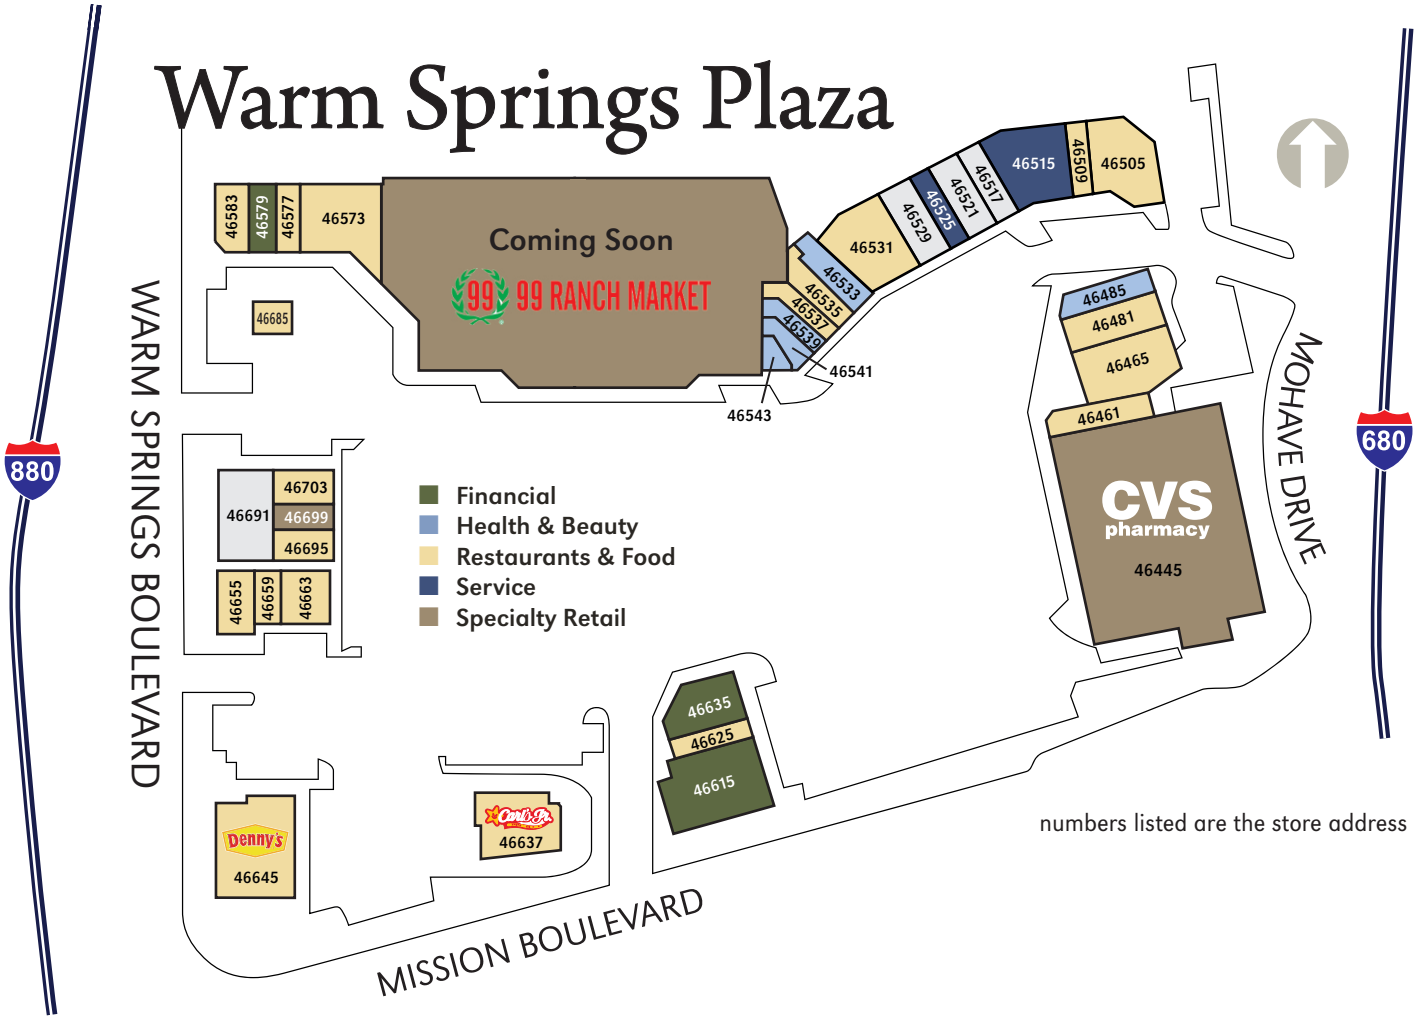 Warm Springs Plaza
46583
46579
46577
46573
Coming Soon
99 99 RANCH MARKET
46531
46529
46525
46521
46517
46515
46509
46505
46533
46535
46537
46539
46541
46543
46685
46485
46481
46465
46461
CVS
pharmacy
46445
WARM SPRINGS BOULEVARD
MOHAVE DRIVE
880
680
46691
46703
46699
46695
46655
46659
46663
Financial
Health & Beauty
Restaurants & Food
Service
Specialty Retail
46635
46625
46615
Denny's
46645
Carl's Jr.
46637
numbers listed are the store address
MISSION BOULEVARD